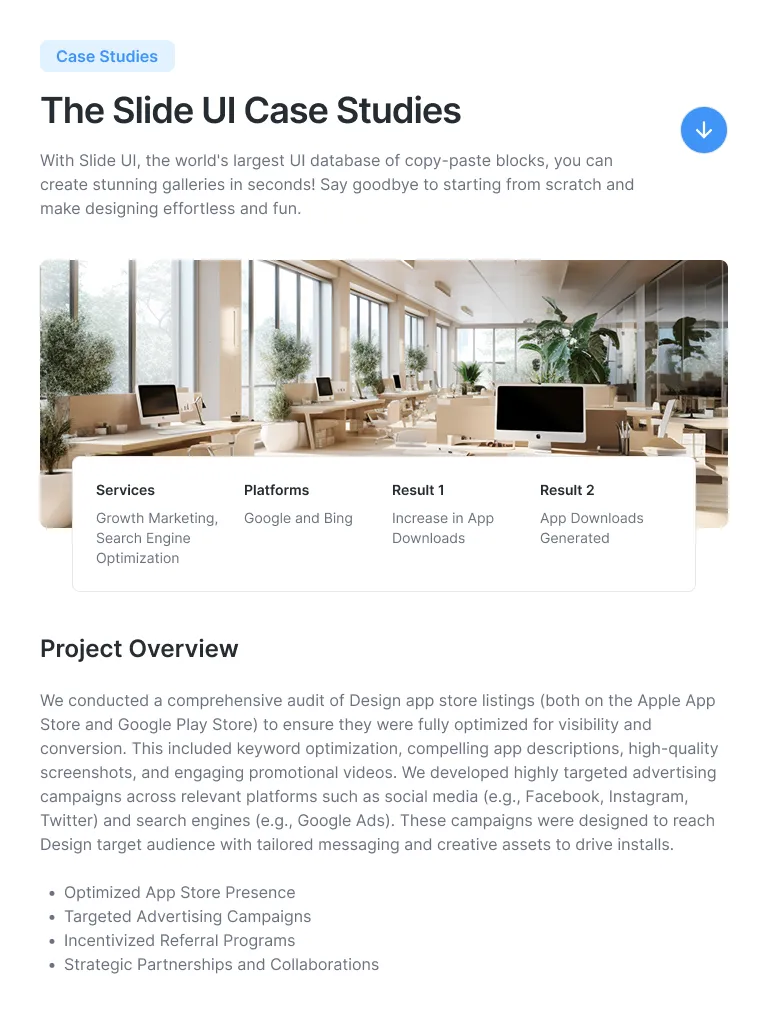 Case Studies
The Slide UI Case Studies
With Slide UI, the world's largest UI database of copy-paste blocks, you can
create stunning galleries in seconds! Say goodbye to starting from scratch and
make designing effortless and fun.
Services
Growth Marketing,
Search Engine
Optimization
Platforms
Google and Bing
Result 1
Increase in App
Downloads
Result 2
App Downloads
Generated
Project Overview
We conducted a comprehensive audit of Design app store listings (both on the Apple App
Store and Google Play Store) to ensure they were fully optimized for visibility and
conversion. This included keyword optimization, compelling app descriptions, high-quality
screenshots, and engaging promotional videos. We developed highly targeted advertising
campaigns across relevant platforms such as social media (e.g., Facebook, Instagram,
Twitter) and search engines (e.g., Google Ads). These campaigns were designed to reach
Design target audience with tailored messaging and creative assets to drive installs.
• Optimized App Store Presence
• Targeted Advertising Campaigns
• Incentivized Referral Programs
• Strategic Partnerships and Collaborations